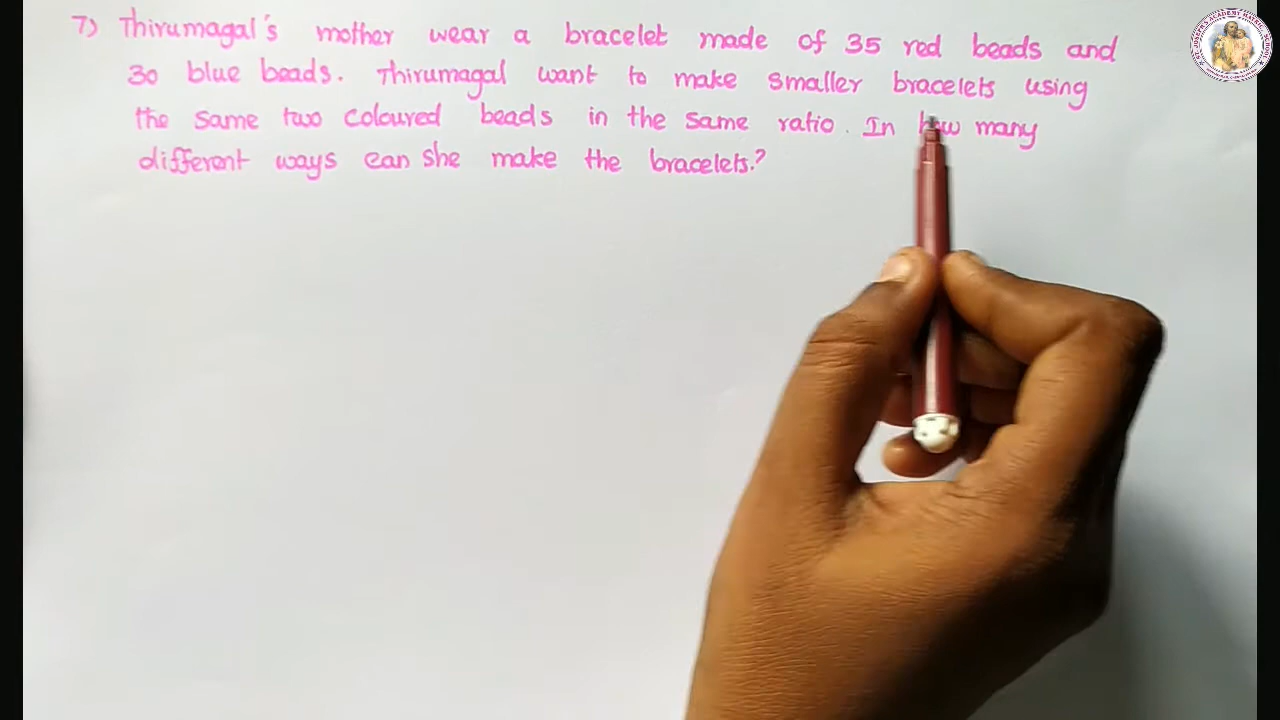 7) Thirumagal's mother wear a bracelet made of 35 red beads and
30 blue beads. Thirumagal want to make smaller bracelets using
the same two coloured beads in the same ratio. In how many
different ways can she make the bracelets.?